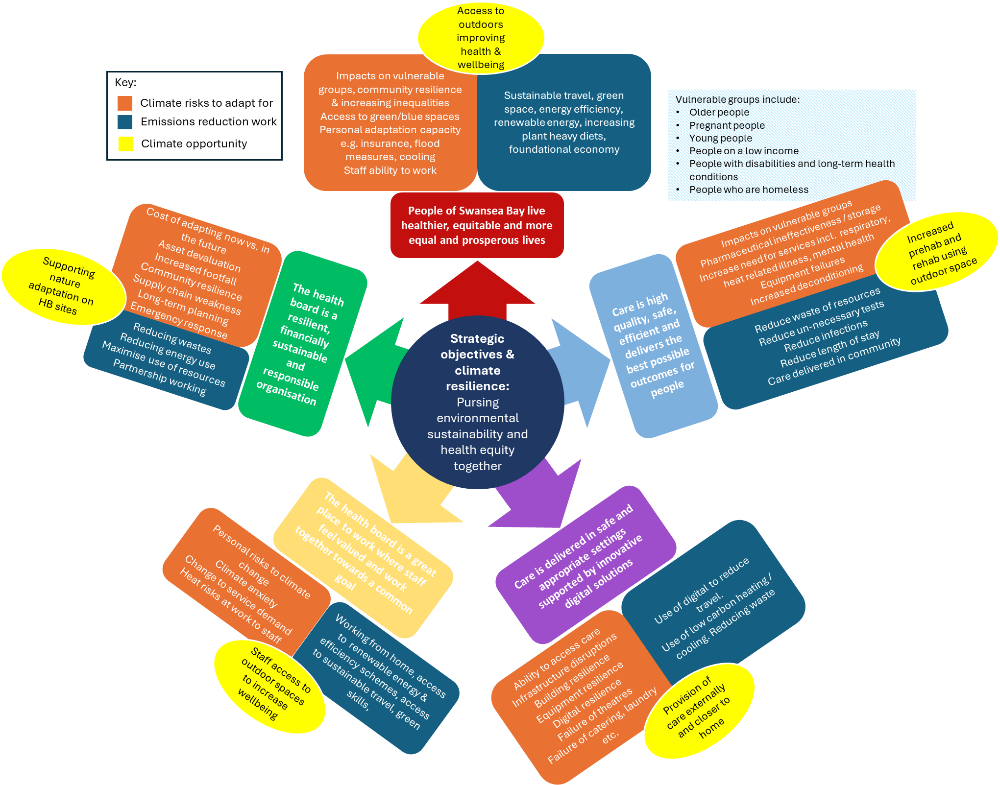 Access to
outdoors
improving
health &
wellbeing
Key:
Climate risks to adapt for
Emissions reduction work
Climate opportunity
Impacts on vulnerable
groups, community resilience
& increasing inequalities
Access to green/blue spaces
Personal adaptation capacity
e.g. insurance, flood
measures, cooling
Staff ability to work
Sustainable travel, green
space, energy efficiency,
renewable energy, increasing
plant heavy diets,
foundational economy
Vulnerable groups include:
• Older people
• Pregnant people
• Young people
• People on a low income
• People with disabilities and long-term health
conditions
• People who are homeless
People of Swansea Bay live
healthier, equitable and more
equal and prosperous lives
Cost of adapting now vs. in
the future
Asset devaluation
Increased footfall
Community resilience
Supply chain weakness
Long-term planning
Emergency response
Supporting
nature
adaptation on
HB sites
Reducing wastes
Reducing energy use
Maximise use of resources
Partnership working
The health
board is a
resilient,
financially
sustainable
and
responsible
organisation
Strategic
objectives &
climate
resilience:
Pursing
environmental
sustainability and
health equity
together
Care is high
quality, safe,
efficient and
delivers the
best possible
outcomes for
people
Impacts on vulnerable groups
Pharmaceutical ineffectiveness / storage
Increase need for services incl. respiratory,
heat related illness, mental health
Equipment failures
Increased deconditioning
Increased
prehab and
rehab using
outdoor space
Reduce waste of resources
Reduce un-necessary tests
Reduce infections
Reduce length of stay
Care delivered in community
The health board is a great
place to work where staff
feel valued and work
together towards a common
goal
Personal risks to climate
change
Climate anxiety
Change to service demand
Heat risks at work to staff
Working from home, access
to renewable energy &
efficiency schemes, access
to sustainable travel, green
skills,
Staff access to
outdoor spaces
to increase
wellbeing
Care is delivered in safe and
appropriate settings
supported by innovative
digital solutions
Use of digital to reduce
travel.
Use of low carbon heating /
cooling. Reducing waste
Ability to access care
Infrastructure disruptions
Building resilience
Equipment resilience
Digital resilience
Failure of theatres
Failure of catering, laundry
etc.
Provision of
care externally
and closer to
home